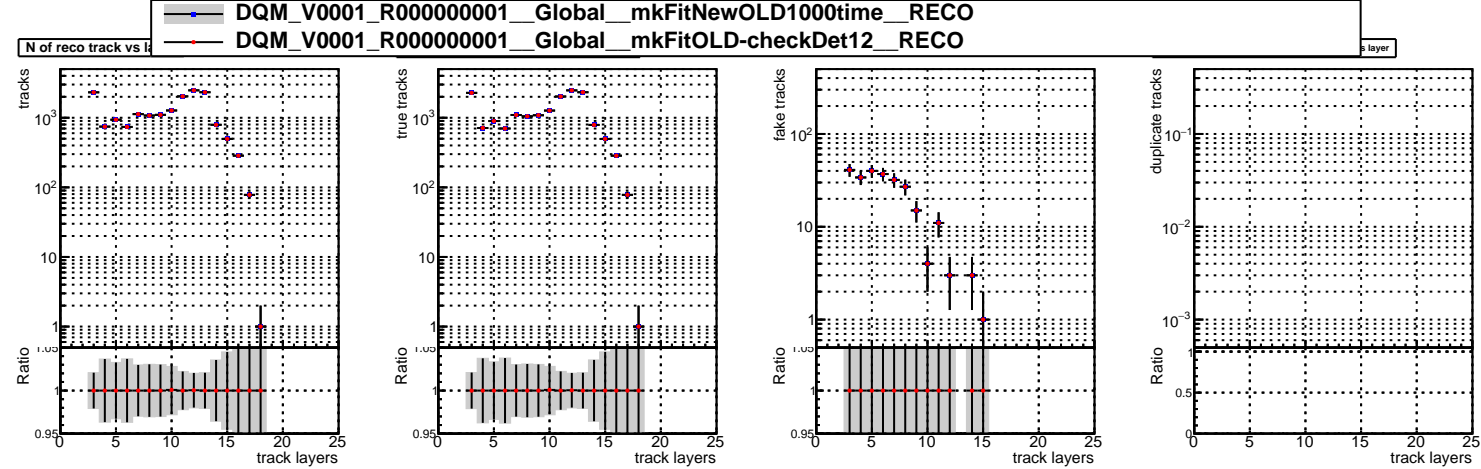 DQM_V0001_R000000001__Global__mkFitNewOLD1000time__RECO
DQM_V0001_R000000001__Global__mkFitOLD-checkDet12__RECO
N of reco track vs la
s layer
tracks
10³
10²
10
1
Ratio
1.05
1
0.95
0 5 10 15 20 25
track layers
true tracks
10³
10²
10
1
Ratio
1.05
1
0.95
0 5 10 15 20 25
track layers
fake tracks
10²
10
1
Ratio
1.05
1
0.95
0 5 10 15 20 25
track layers
duplicate tracks
10⁻¹
10⁻²
10⁻³
Ratio
1
0.5
0
0 5 10 15 20 25
track layers